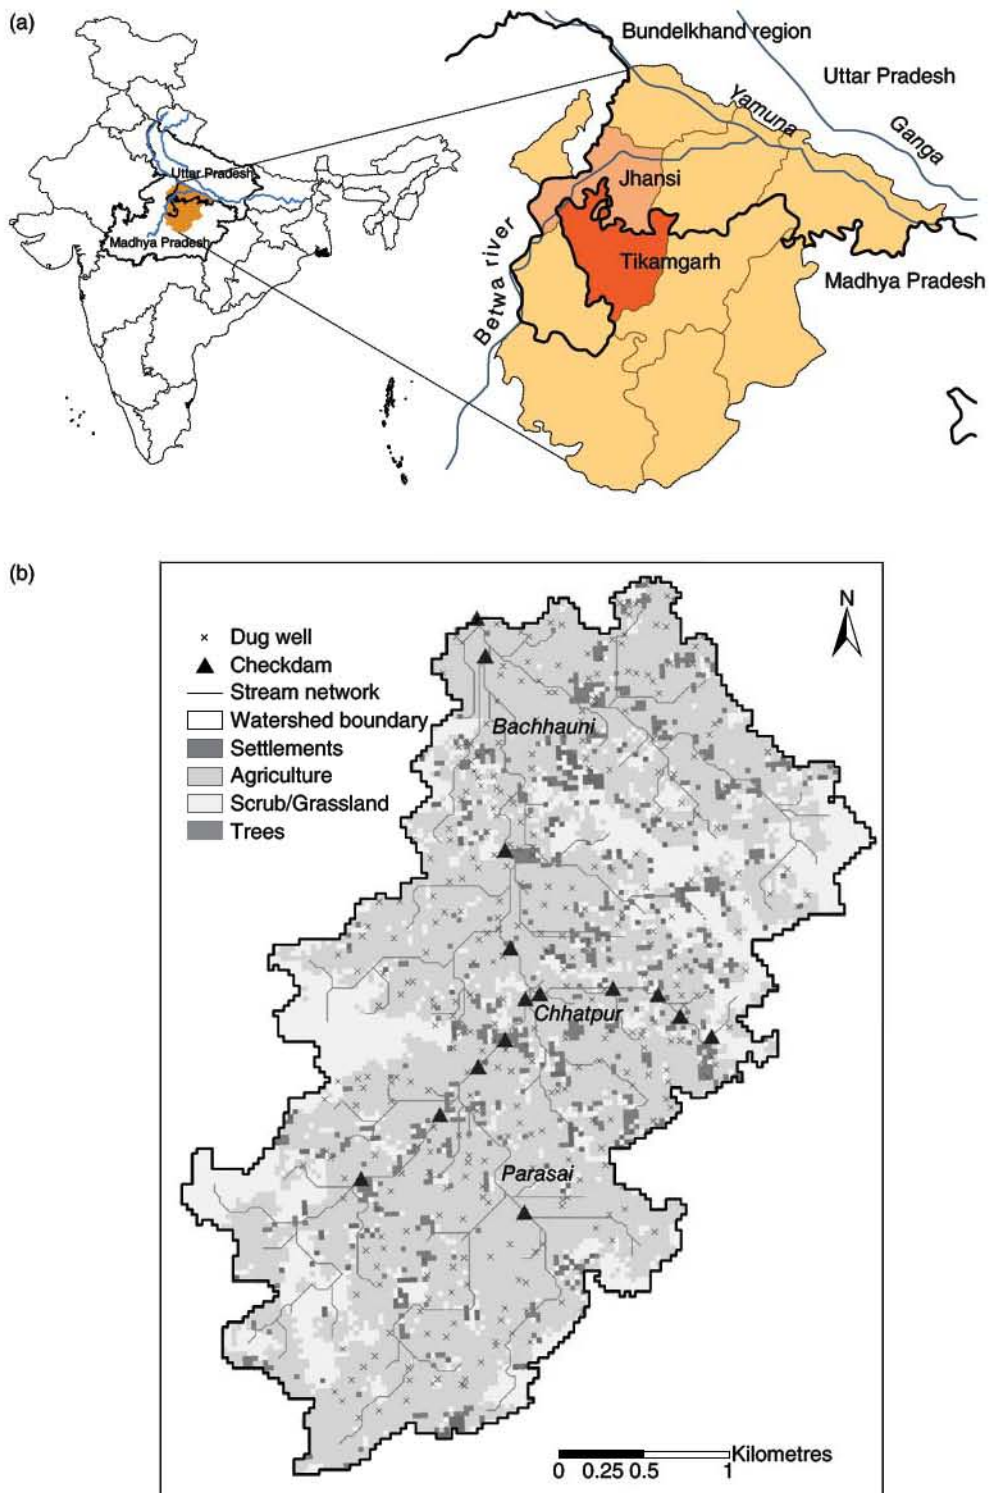 (a)
Bundelkhand region
Uttar Pradesh
Yamuna
Ganga
Uttar Pradesh
Jhansi
Madhya Pradesh
Tikamgarh
Betwa river
Madhya Pradesh
(b)
N
Dug well
Checkdam
Stream network
Watershed boundary
Settlements
Agriculture
Scrub/Grassland
Trees
Bachhauni
Chhatpur
Parasai
Kilometres
0 0.25 0.5 1